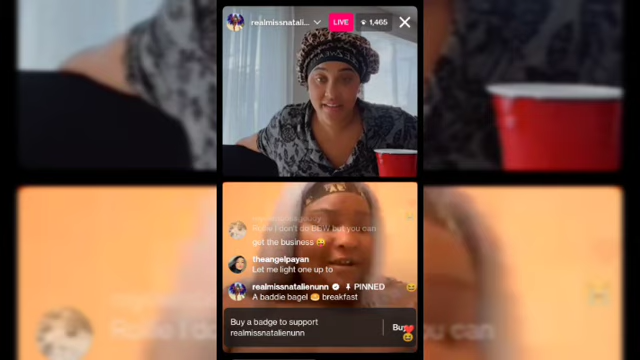 realmissnatali...
LIVE
1,465
Rude I don't do BBW but you can
get the business
theangelpayan
Let me light one up to
realmissnatalienunn PINNED
A baddie bagel breakfast
Buy a badge to support
realmissnatalienunn
Buy